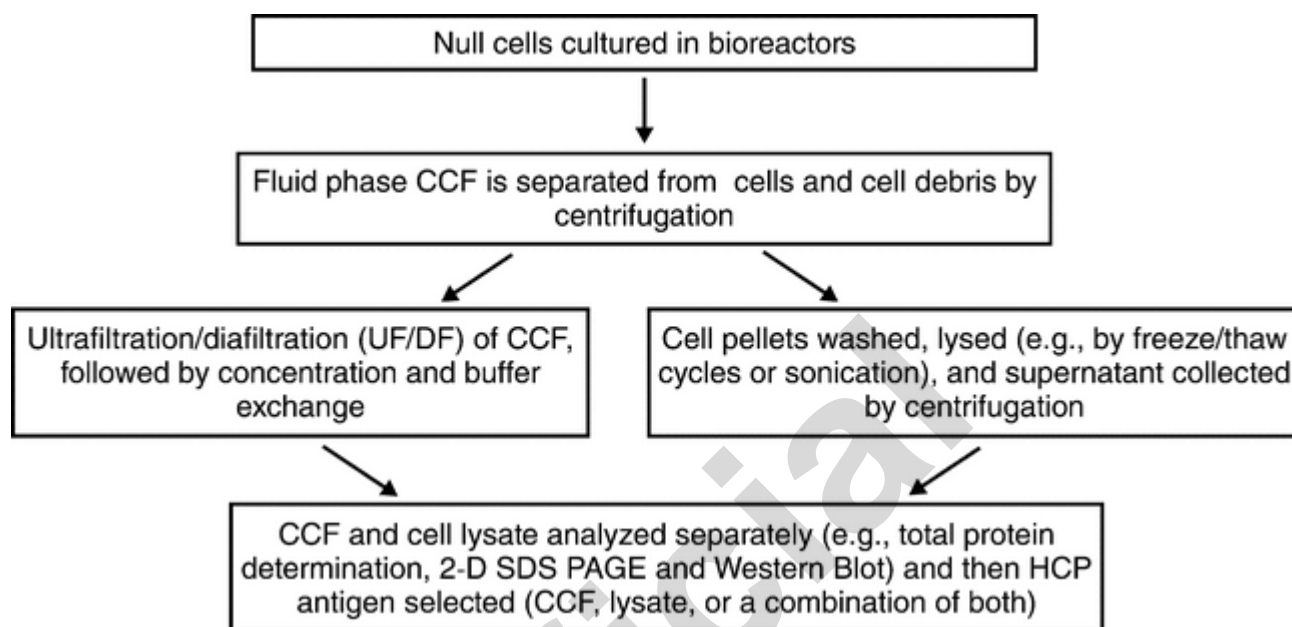 Null cells cultured in bioreactors
Fluid phase CCF is separated from cells and cell debris by
centrifugation
Ultrafiltration/diafiltration (UF/DF) of CCF,
followed by concentration and buffer
exchange
Cell pellets washed, lysed (e.g., by freeze/thaw
cycles or sonication), and supernatant collected
by centrifugation
CCF and cell lysate analyzed separately (e.g., total protein
determination, 2-D SDS PAGE and Western Blot) and then HCP
antigen selected (CCF, lysate, or a combination of both)